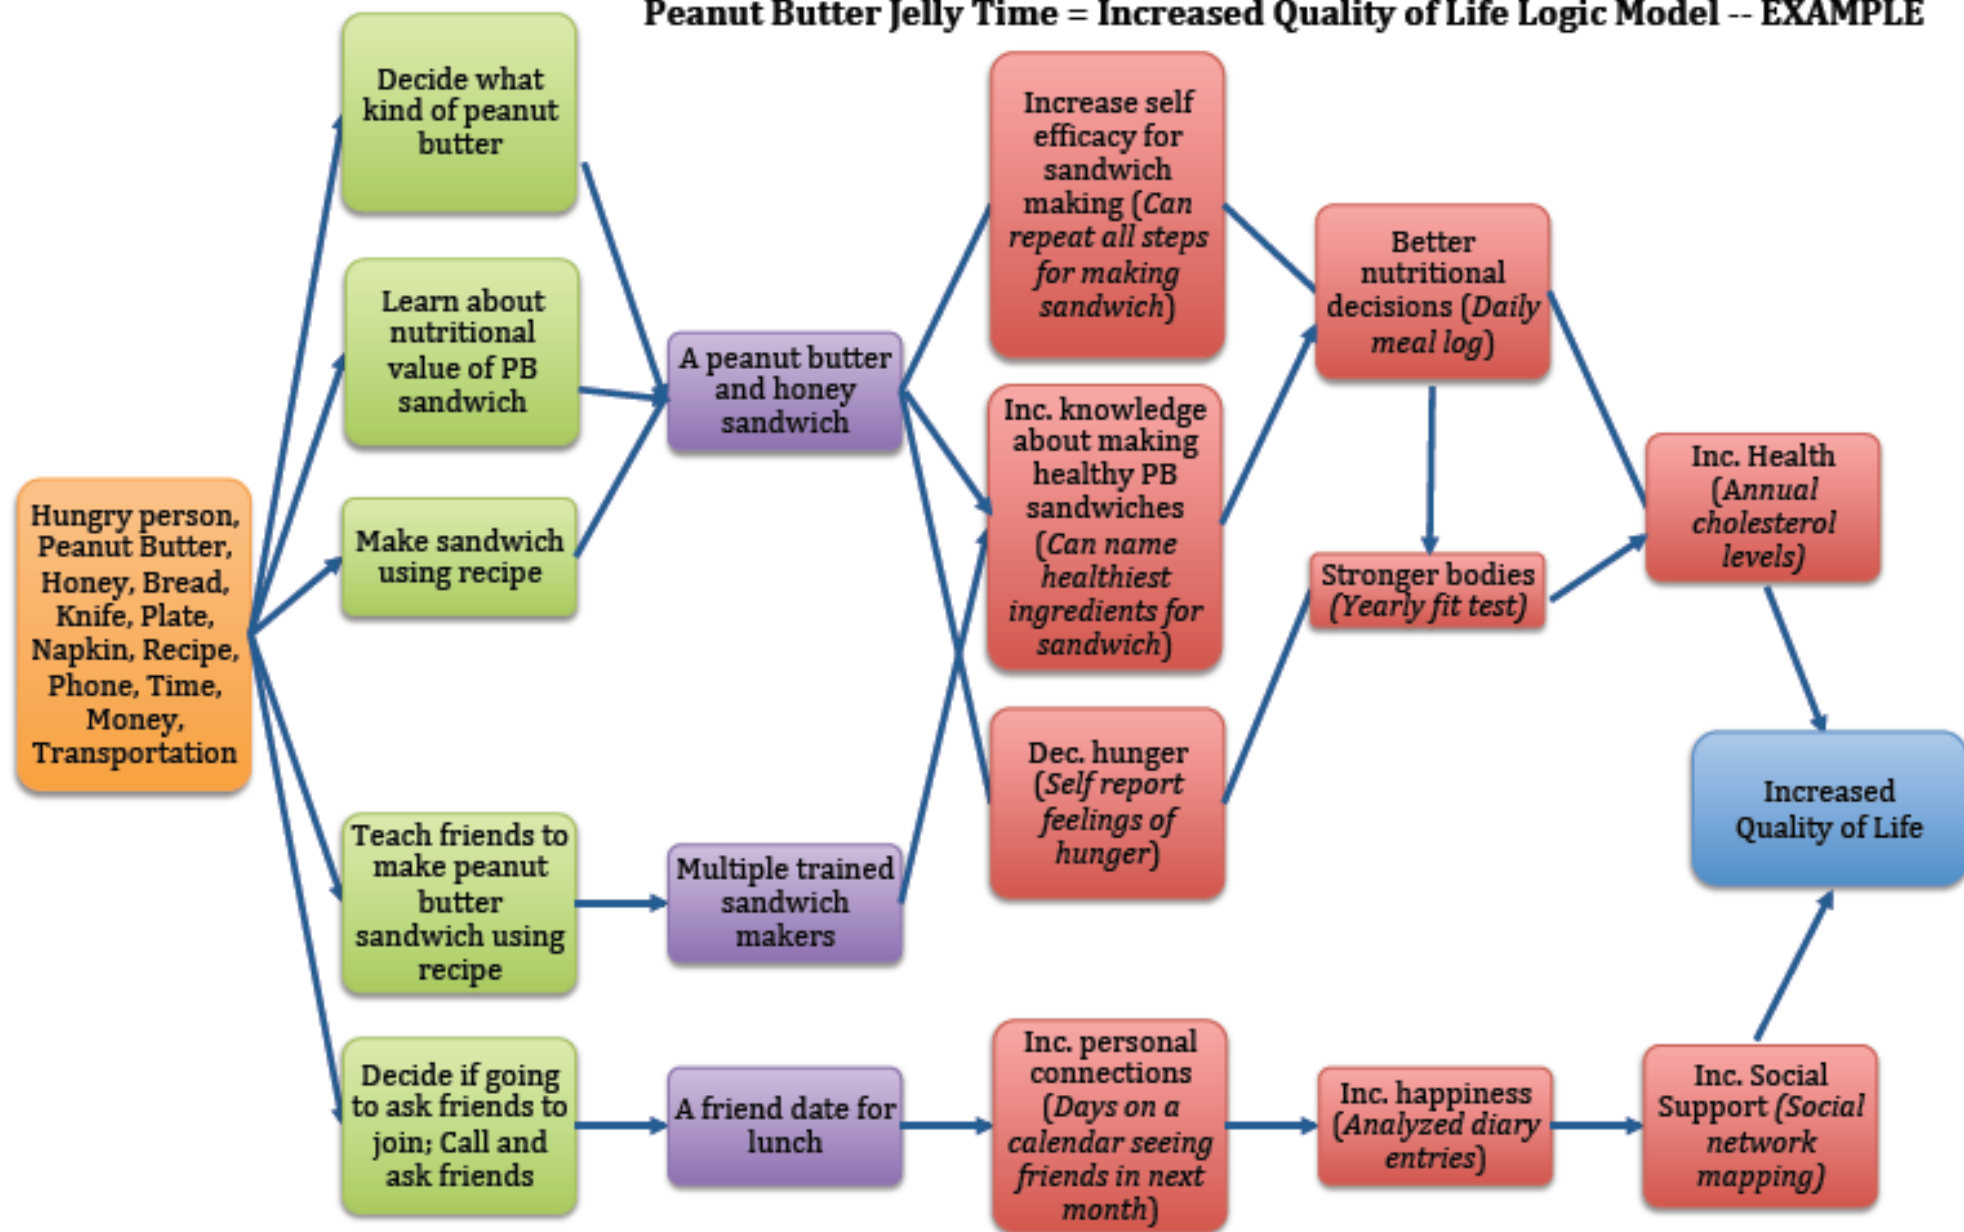 Peanut Butter Jelly Time = Increased Quality of Life Logic Model -- EXAMPLE
Hungry person,
Peanut Butter,
Honey, Bread,
Knife, Plate,
Napkin, Recipe,
Phone, Time,
Money,
Transportation
Decide what
kind of peanut
butter
Learn about
nutritional
value of PB
sandwich
Make sandwich
using recipe
Teach friends to
make peanut
butter
sandwich using
recipe
Decide if going
to ask friends to
join; Call and
ask friends
A peanut butter
and honey
sandwich
Multiple trained
sandwich
makers
A friend date for
lunch
Increase self
efficacy for
sandwich
making (Can
repeat all steps
for making
sandwich)
Inc. knowledge
about making
healthy PB
sandwiches
(Can name
healthiest
ingredients for
sandwich)
Dec. hunger
(Self report
feelings of
hunger)
Inc. personal
connections
(Days on a
calendar seeing
friends in next
month)
Better
nutritional
decisions (Daily
meal log)
Stronger bodies
(Yearly fit test)
Inc. happiness
(Analyzed diary
entries)
Inc. Health
(Annual
cholesterol
levels)
Inc. Social
Support (Social
network
mapping)
Increased
Quality of Life